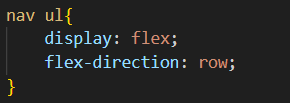 nav ul{
    display: flex;
    flex-direction: row;
}